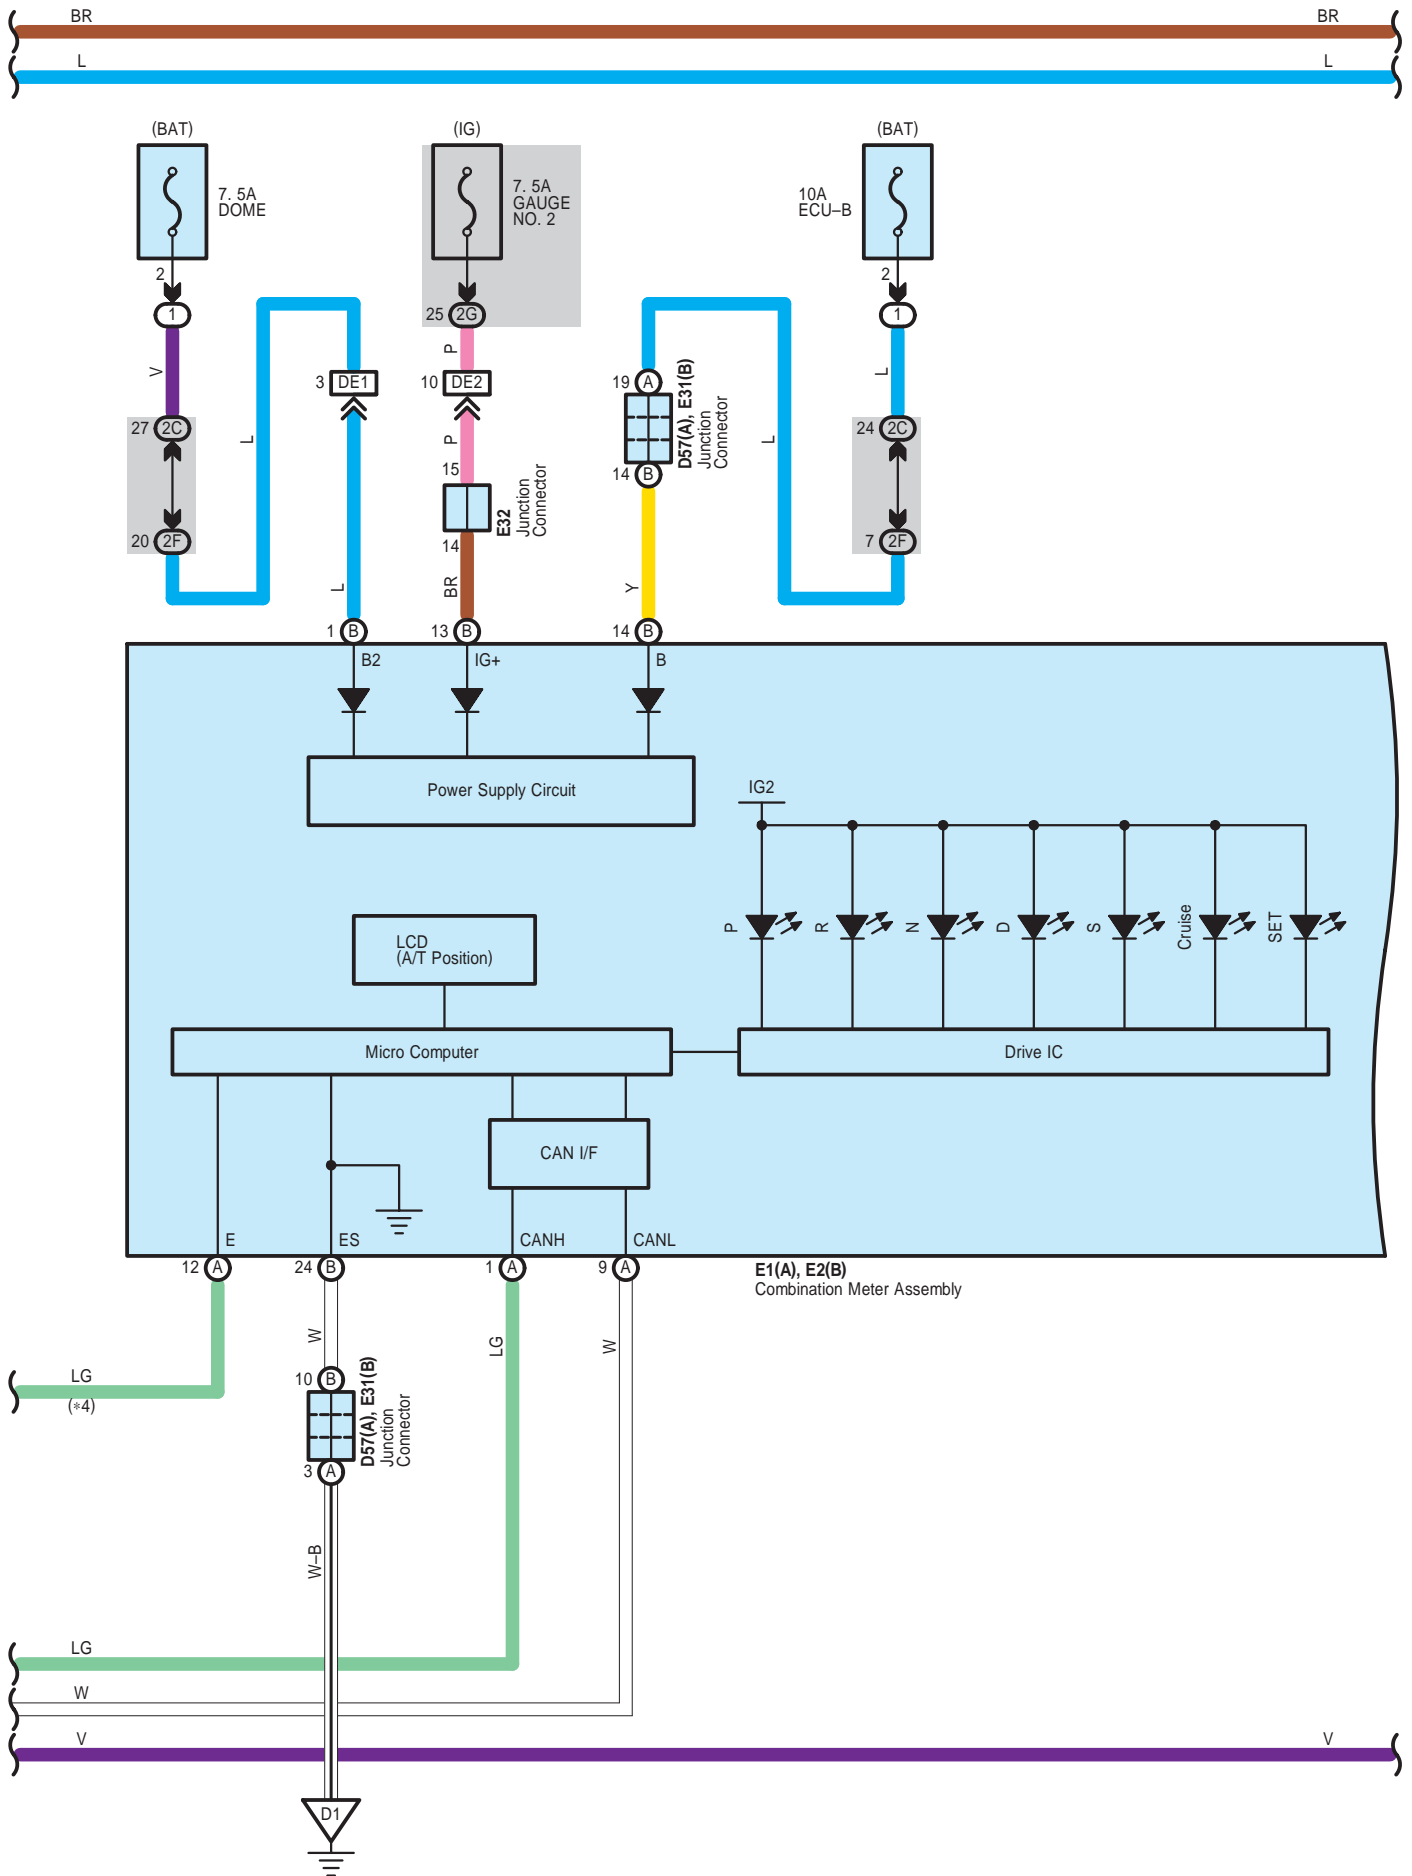 BR BR
L L
(BAT) (IG) (BAT)
7. 5A
DOME
7. 5A
GAUGE
NO. 2
10A
ECU–B
2 2
1 25 2G 1
V P L
3 DE1 10 DE2 19 A
27 2C 24 2C
L P L
D57(A), E31(B)
Junction
Connector
15 14 B
E32
Junction
Connector
20 2F 14 7 2F
L BR Y
1 B 13 B 14 B
B2 IG+ B
Power Supply Circuit
IG2
P R N D S Cruise SET
LCD
(A/T Position)
Micro Computer Drive IC
CAN I/F
E ES CANH CANL
12 A 24 B 1 A 9 A
E1(A), E2(B)
Combination Meter Assembly
W LG W
LG
(∗4)
10 B
D57(A), E31(B)
Junction
Connector
3 A
W–B
LG
W
V V
D1